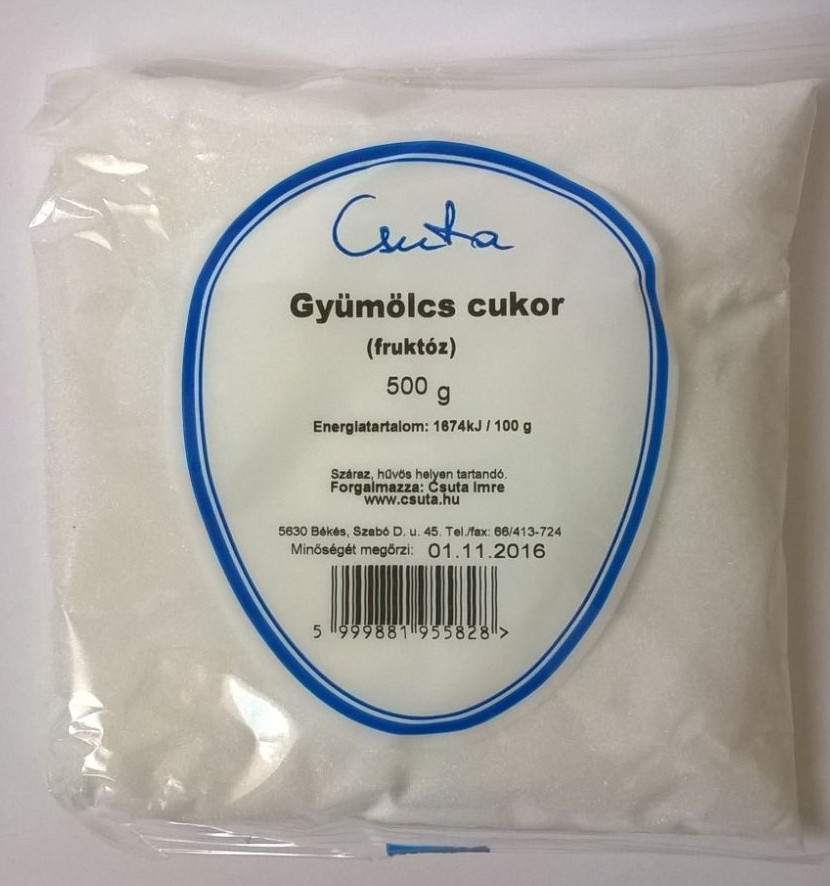 Csuta
Gyümölcs cukor
(fruktóz)
500 g
Energiatartalom: 1674kJ / 100 g
Száraz, hűvös helyen tartandó.
Forgalmazza: Csuta Imre
www.csuta.hu
5630 Békés, Szabó D. u. 45. Tel./fax: 66/413-724
Minőségét megőrzi: 01.11.2016
5 999881 955828 >